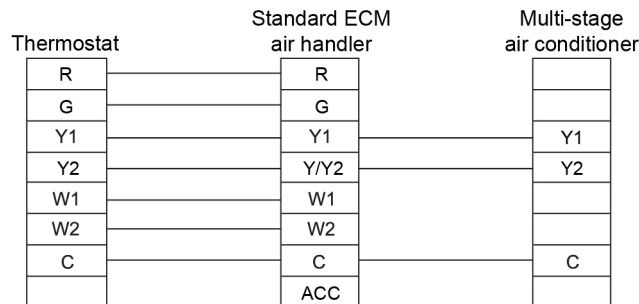 Standard ECM Multi-stage
Thermostat air handler air conditioner
R R
G G
Y1 Y1 Y1
Y2 Y/Y2 Y2
W1 W1
W2 W2
C C C
ACC